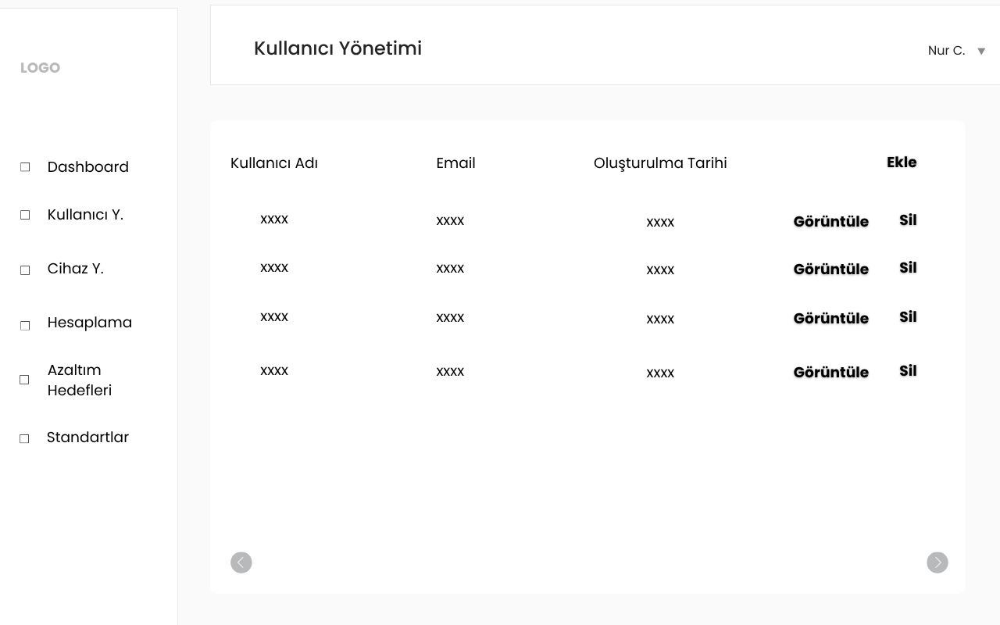 LOGO
Dashboard
Kullanıcı Y.
Cihaz Y.
Hesaplama
Azaltım
Hedefleri
Standartlar
Kullanıcı Yönetimi
Nur C.
Kullanıcı Adı Email Oluşturulma Tarihi Ekle
xxxx xxxx xxxx Görüntüle Sil
xxxx xxxx xxxx Görüntüle Sil
xxxx xxxx xxxx Görüntüle Sil
xxxx xxxx xxxx Görüntüle Sil